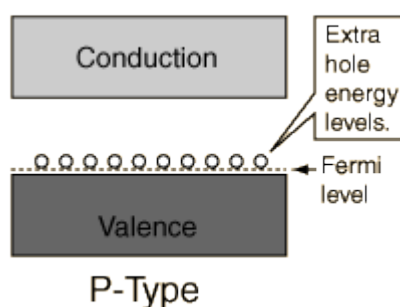 Conduction
Extra
hole
energy
levels.
Fermi
level
Valence
P-Type